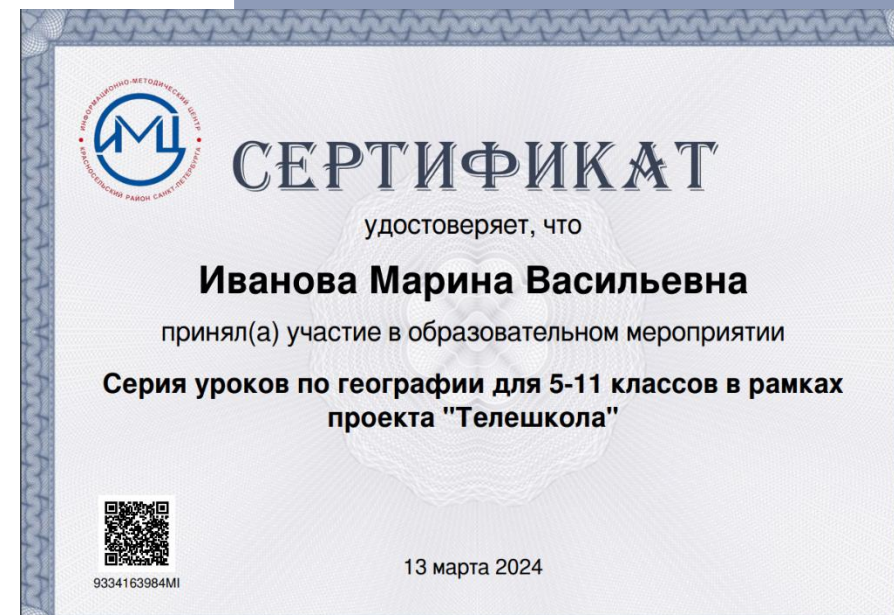 ИНФОРМАЦИОННО-МЕТОДИЧЕСКИЙ ЦЕНТР
КРАСНОСЕЛЬСКИЙ РАЙОН САНКТ-ПЕТЕРБУРГА
ИМЦ
СЕРТИФИКАТ
удостоверяет, что
Иванова Марина Васильевна
принял(а) участие в образовательном мероприятии
Серия уроков по географии для 5-11 классов в рамках
проекта "Телешкола"
9334163984MI
13 марта 2024